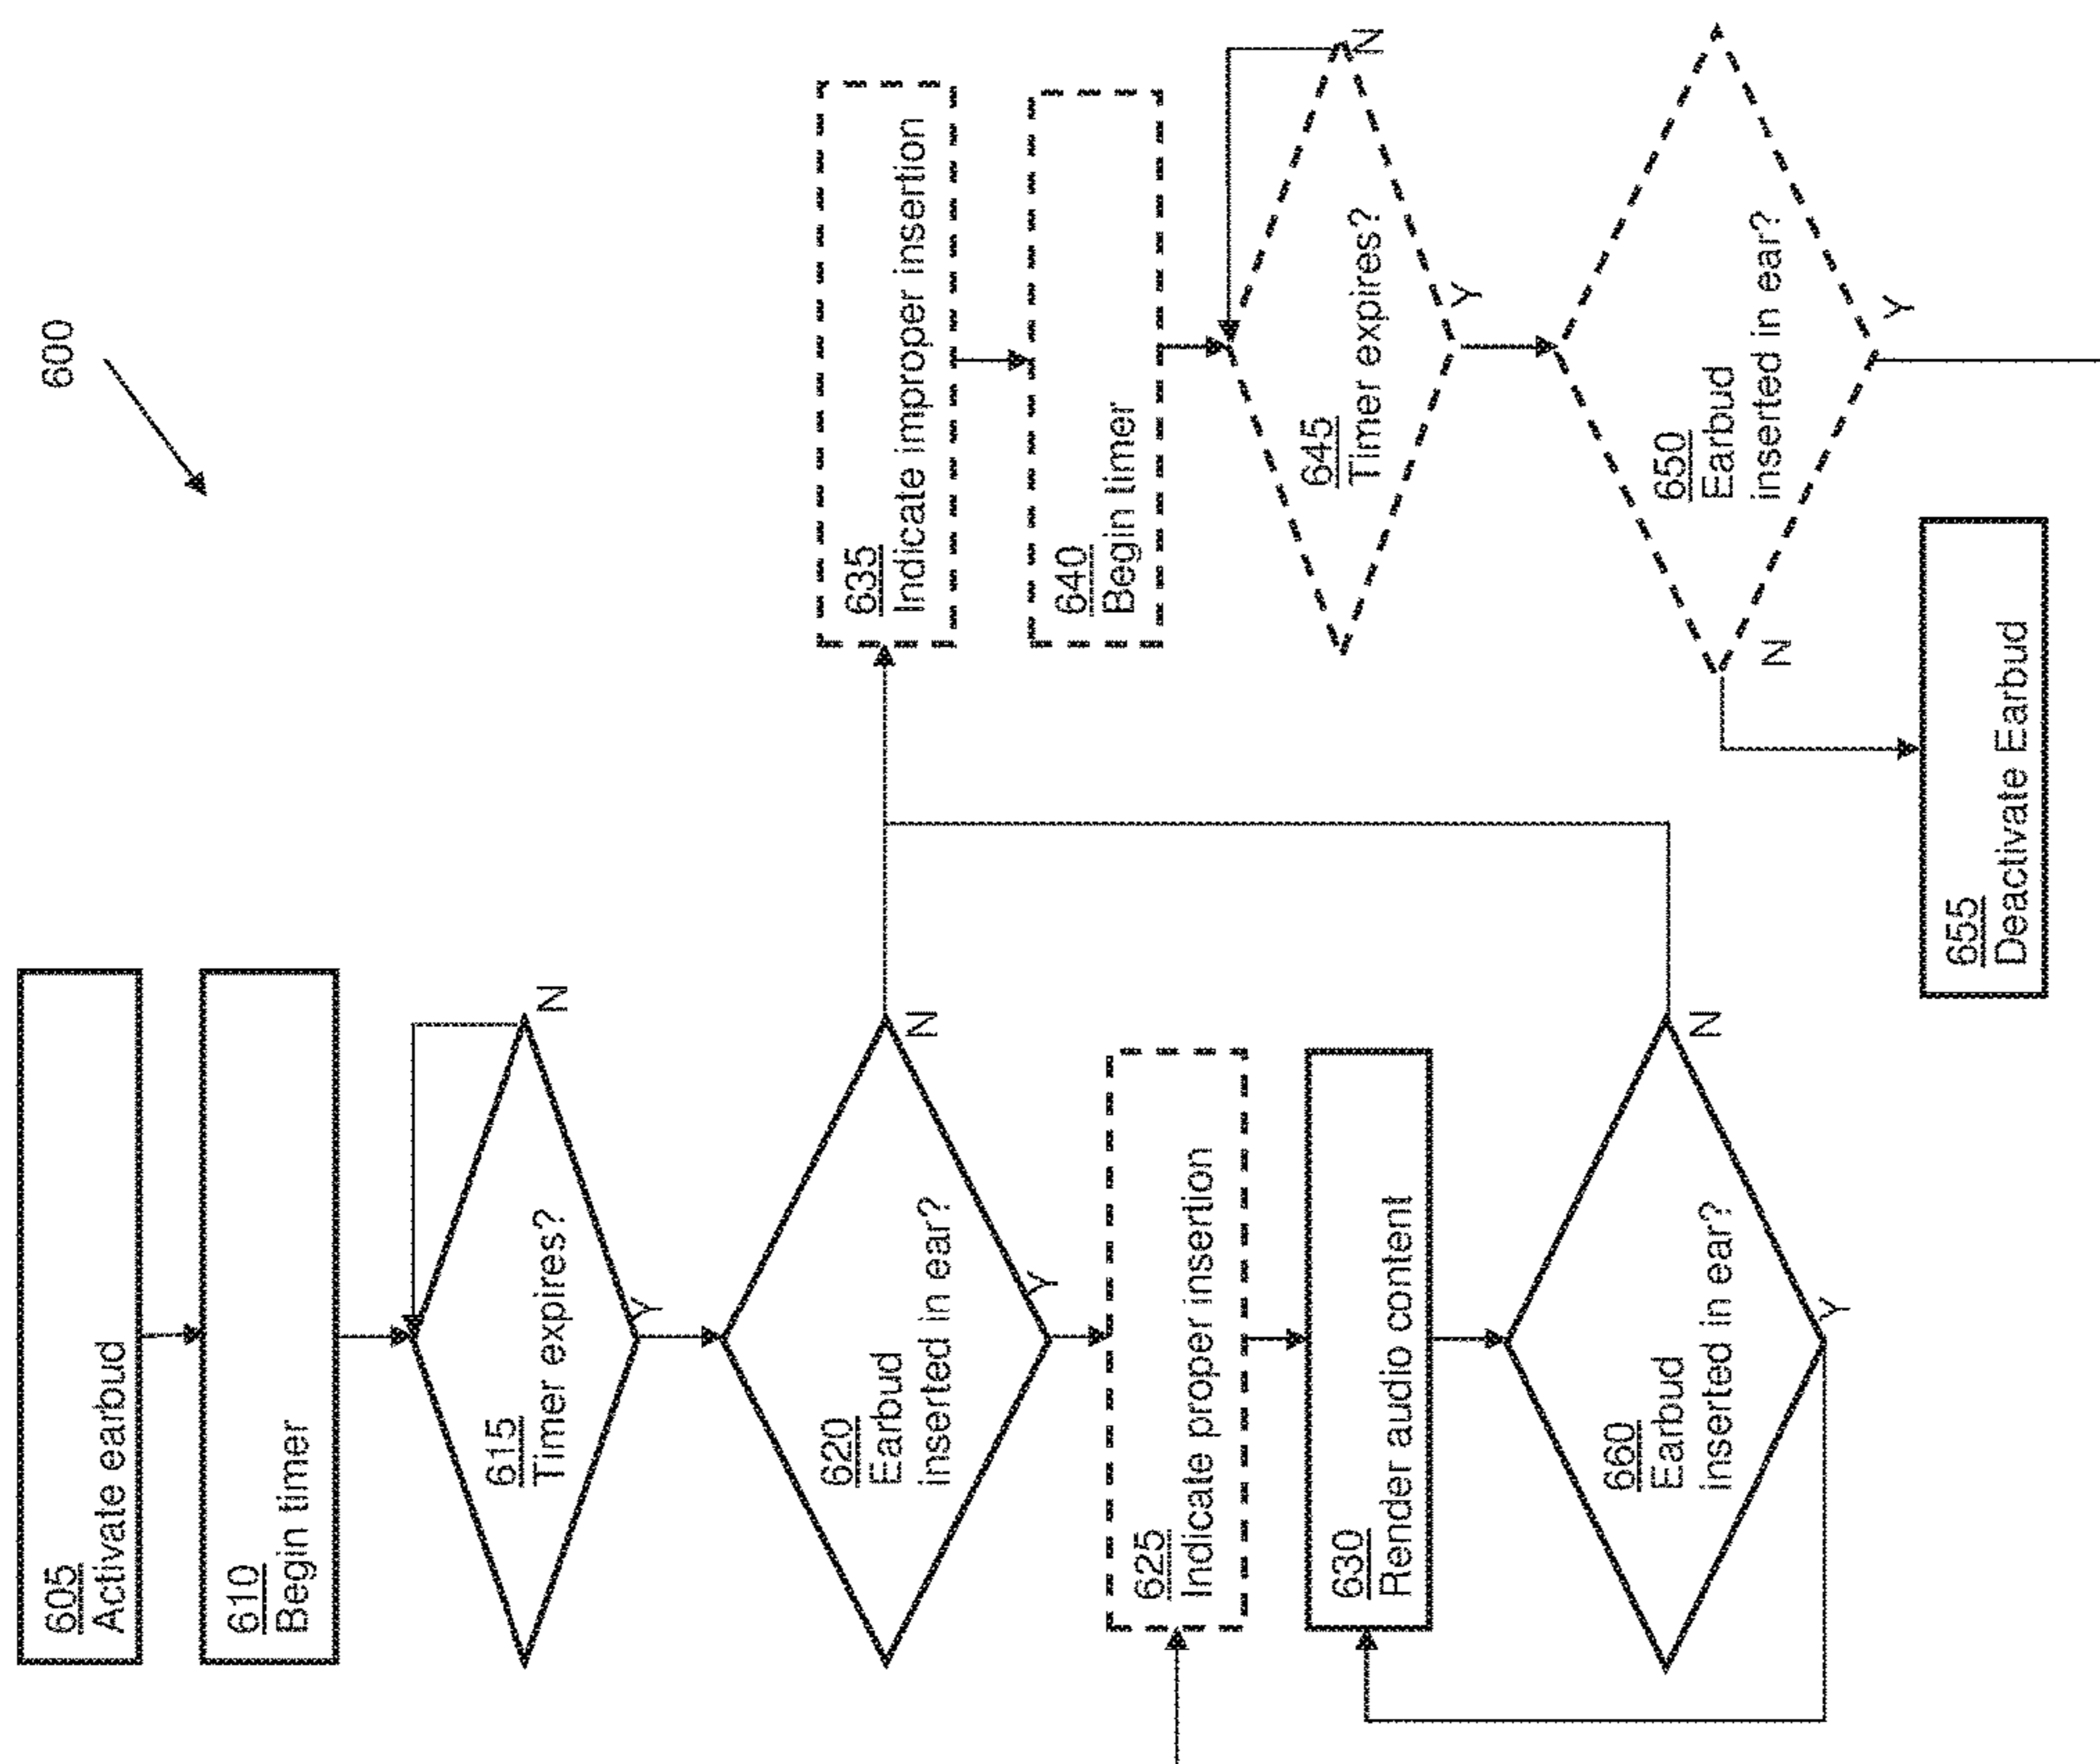 600
605
Activate earbud
610
Begin timer
615
Timer expires?
N
Y
620
Earbud
inserted in ear?
N
Y
625
Indicate proper insertion
630
Render audio content
660
Earbud
inserted in ear?
N
Y
635
Indicate improper insertion
640
Begin timer
645
Timer expires?
N
Y
650
Earbud
inserted in ear?
N
Y
655
Deactivate Earbud